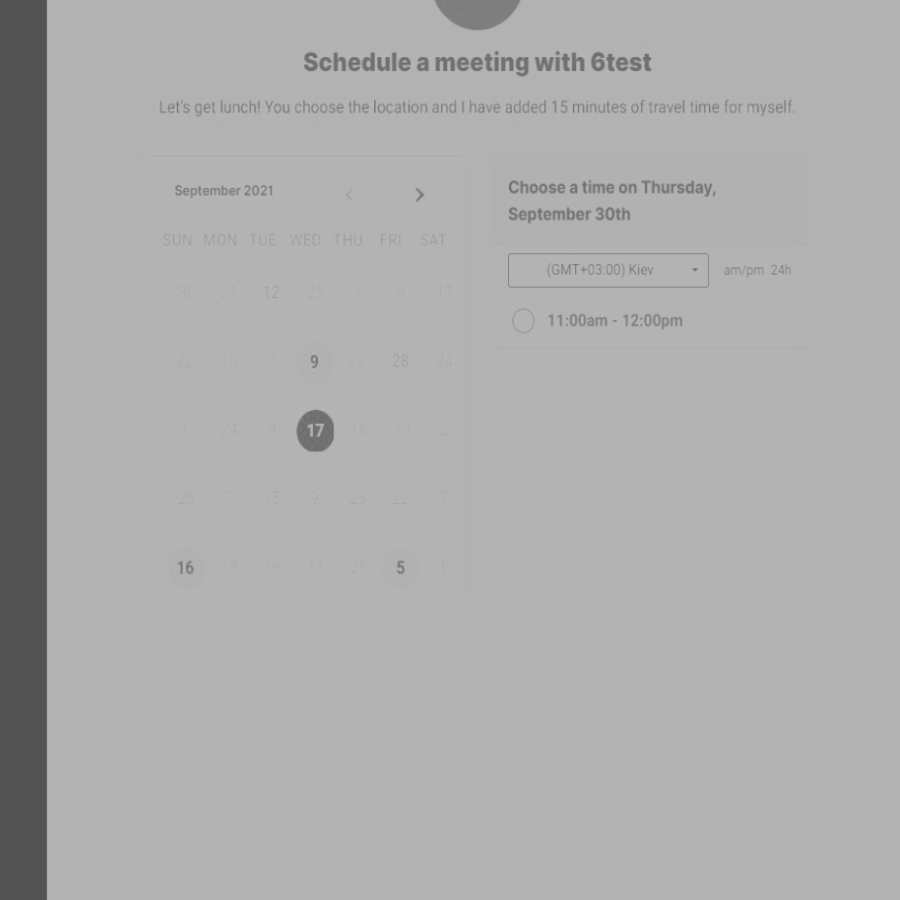 Schedule a meeting with 6test
Let's get lunch! You choose the location and I have added 15 minutes of travel time for myself.
September 2021
SUN MON TUE WED THU FRI SAT
30 21 12 25 9 17
22 10 7 9 22 28 24
1 24 4 17 18 13 2
25 7 15 9 23 22 7
16 18 16 11 26 5 1
Choose a time on Thursday,
September 30th
(GMT+03:00) Kiev am/pm 24h
11:00am - 12:00pm